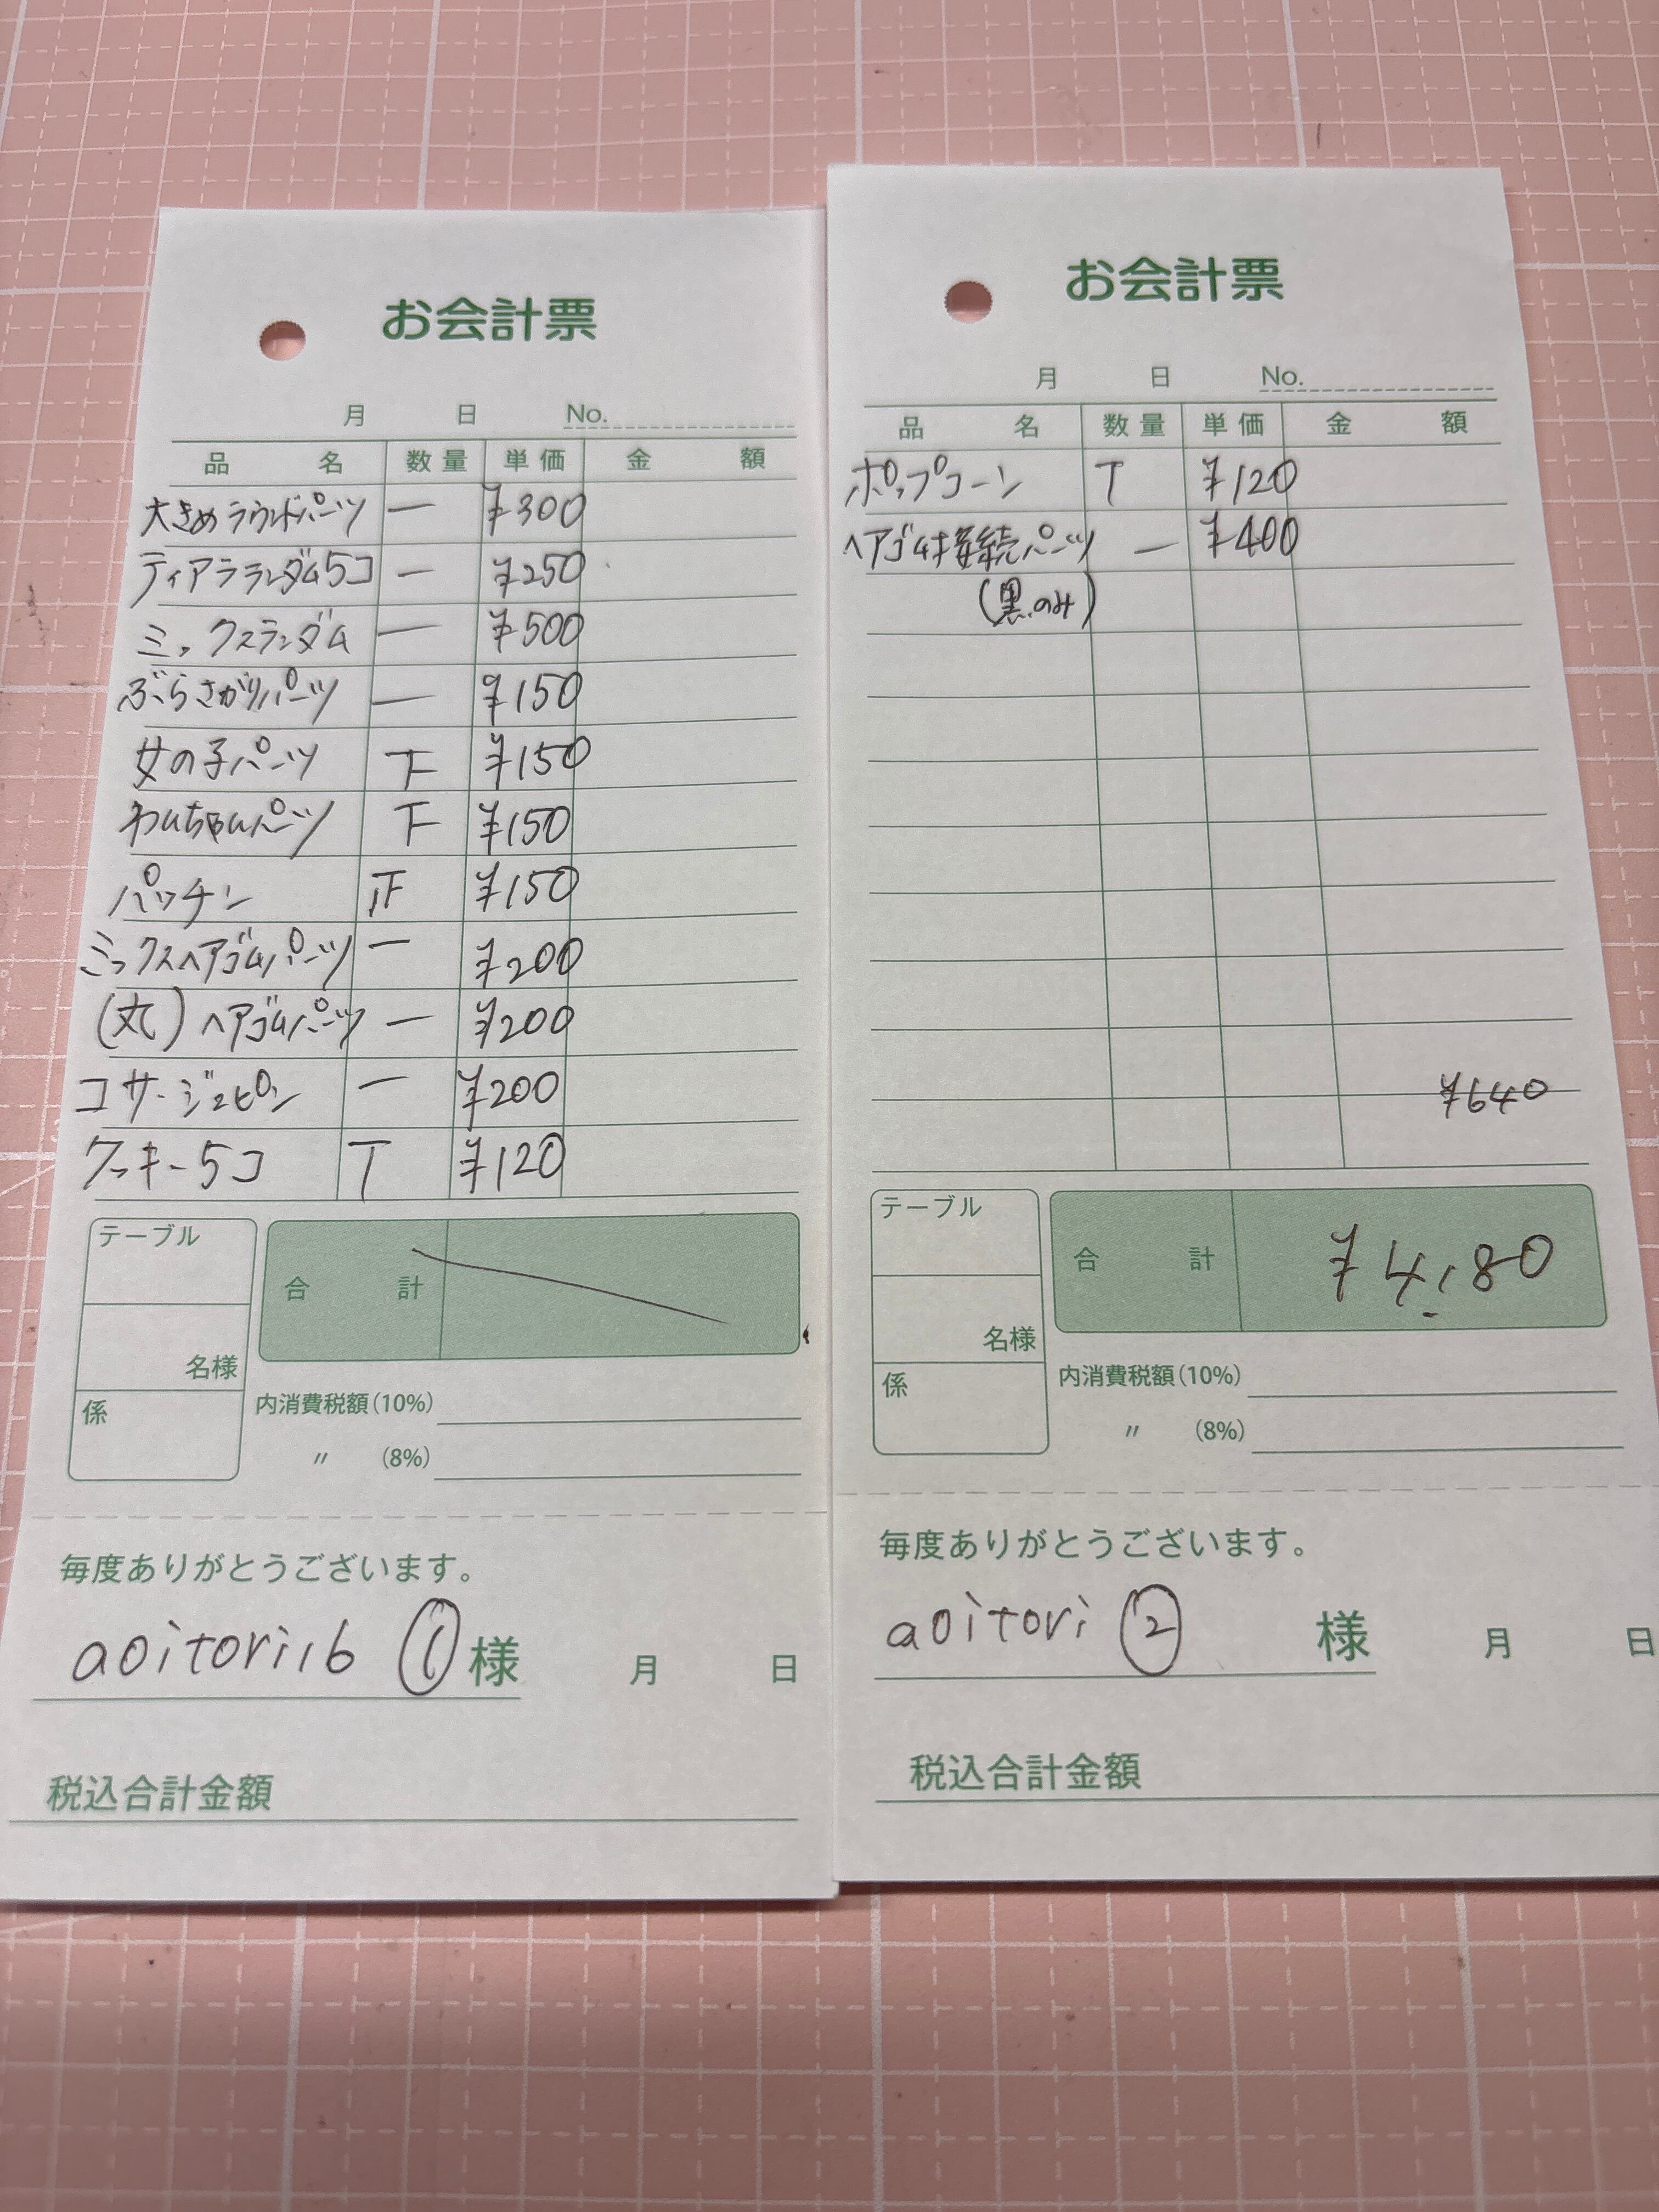 お会計票
月 日 No.
品名 数量 単価 金額
大きめラウンドパーツ 一 ¥300
ティアラランダム5コ 一 ¥250
ミックスランダム 一 ¥500
ぶらさがりパーツ 一 ¥150
女の子パーツ 下 ¥150
わんちゃんパーツ 下 ¥150
パッチン 正 ¥150
ミックスヘアゴムパーツ 一 ¥200
(丸)ヘアゴムパーツ 一 ¥200
コサージュピン 一 ¥200
クッキー5コ T ¥120
テーブル
名様
係
合計
内消費税額(10%)
〃 (8%)
毎度ありがとうございます。
aoitori16 ① 様 月 日
税込合計金額
お会計票
月 日 No.
品名 数量 単価 金額
ポップコーン T ¥120
ヘアゴム接続パーツ 一 ¥400
(黒のみ)
¥640
テーブル
名様
係
合計 ¥4,180
内消費税額(10%)
〃 (8%)
毎度ありがとうございます。
aoitori ② 様 月 日
税込合計金額